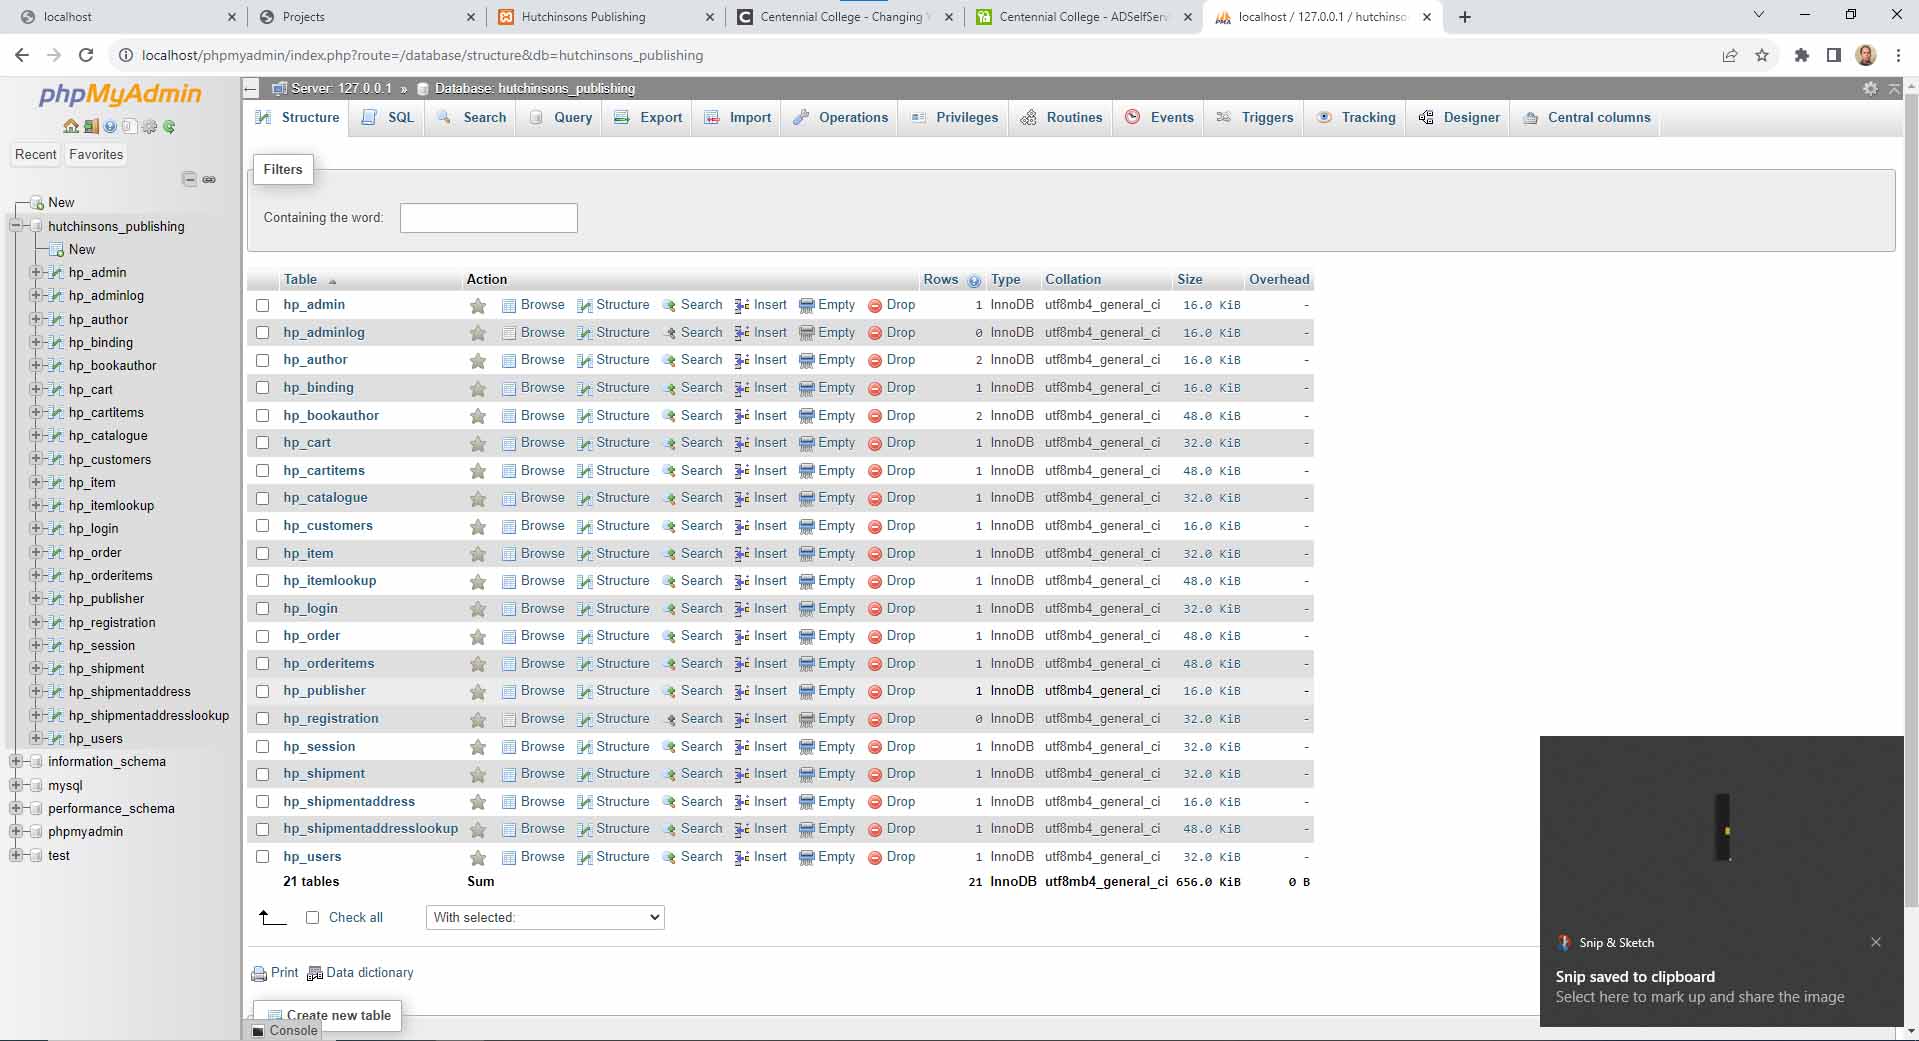 localhost
Projects
Hutchinsons Publishing
Centennial College - Changing
Centennial College - ADSelfServ
localhost / 127.0.0.1 / hutchinso
localhost/phpmyadmin/index.php?route=/database/structure&db=hutchinsons_publishing
phpMyAdmin
Recent
Favorites
New
hutchinsons_publishing
New
hp_admin
hp_adminlog
hp_author
hp_binding
hp_bookauthor
hp_cart
hp_cartitems
hp_catalogue
hp_customers
hp_item
hp_itemlookup
hp_login
hp_order
hp_orderitems
hp_publisher
hp_registration
hp_session
hp_shipment
hp_shipmentaddress
hp_shipmentaddresslookup
hp_users
information_schema
mysql
performance_schema
phpmyadmin
test
Server: 127.0.0.1 » Database: hutchinsons_publishing
Structure SQL Search Query Export Import Operations Privileges Routines Events Triggers Tracking Designer Central columns
Filters
Containing the word:
Table Action Rows Type Collation Size Overhead
hp_admin Browse Structure Search Insert Empty Drop 1 InnoDB utf8mb4_general_ci 16.0 KiB -
hp_adminlog Browse Structure Search Insert Empty Drop 0 InnoDB utf8mb4_general_ci 16.0 KiB -
hp_author Browse Structure Search Insert Empty Drop 2 InnoDB utf8mb4_general_ci 16.0 KiB -
hp_binding Browse Structure Search Insert Empty Drop 1 InnoDB utf8mb4_general_ci 16.0 KiB -
hp_bookauthor Browse Structure Search Insert Empty Drop 2 InnoDB utf8mb4_general_ci 48.0 KiB -
hp_cart Browse Structure Search Insert Empty Drop 1 InnoDB utf8mb4_general_ci 32.0 KiB -
hp_cartitems Browse Structure Search Insert Empty Drop 1 InnoDB utf8mb4_general_ci 48.0 KiB -
hp_catalogue Browse Structure Search Insert Empty Drop 1 InnoDB utf8mb4_general_ci 32.0 KiB -
hp_customers Browse Structure Search Insert Empty Drop 1 InnoDB utf8mb4_general_ci 16.0 KiB -
hp_item Browse Structure Search Insert Empty Drop 1 InnoDB utf8mb4_general_ci 32.0 KiB -
hp_itemlookup Browse Structure Search Insert Empty Drop 1 InnoDB utf8mb4_general_ci 48.0 KiB -
hp_login Browse Structure Search Insert Empty Drop 1 InnoDB utf8mb4_general_ci 32.0 KiB -
hp_order Browse Structure Search Insert Empty Drop 1 InnoDB utf8mb4_general_ci 48.0 KiB -
hp_orderitems Browse Structure Search Insert Empty Drop 1 InnoDB utf8mb4_general_ci 48.0 KiB -
hp_publisher Browse Structure Search Insert Empty Drop 1 InnoDB utf8mb4_general_ci 16.0 KiB -
hp_registration Browse Structure Search Insert Empty Drop 0 InnoDB utf8mb4_general_ci 32.0 KiB -
hp_session Browse Structure Search Insert Empty Drop 1 InnoDB utf8mb4_general_ci 32.0 KiB -
hp_shipment Browse Structure Search Insert Empty Drop 1 InnoDB utf8mb4_general_ci 32.0 KiB -
hp_shipmentaddress Browse Structure Search Insert Empty Drop 1 InnoDB utf8mb4_general_ci 16.0 KiB -
hp_shipmentaddresslookup Browse Structure Search Insert Empty Drop 1 InnoDB utf8mb4_general_ci 48.0 KiB -
hp_users Browse Structure Search Insert Empty Drop 1 InnoDB utf8mb4_general_ci 32.0 KiB -
21 tables Sum 21 InnoDB utf8mb4_general_ci 656.0 KiB 0 B
Check all With selected:
Print Data dictionary
Create new table
Console
Snip & Sketch
Snip saved to clipboard
Select here to mark up and share the image